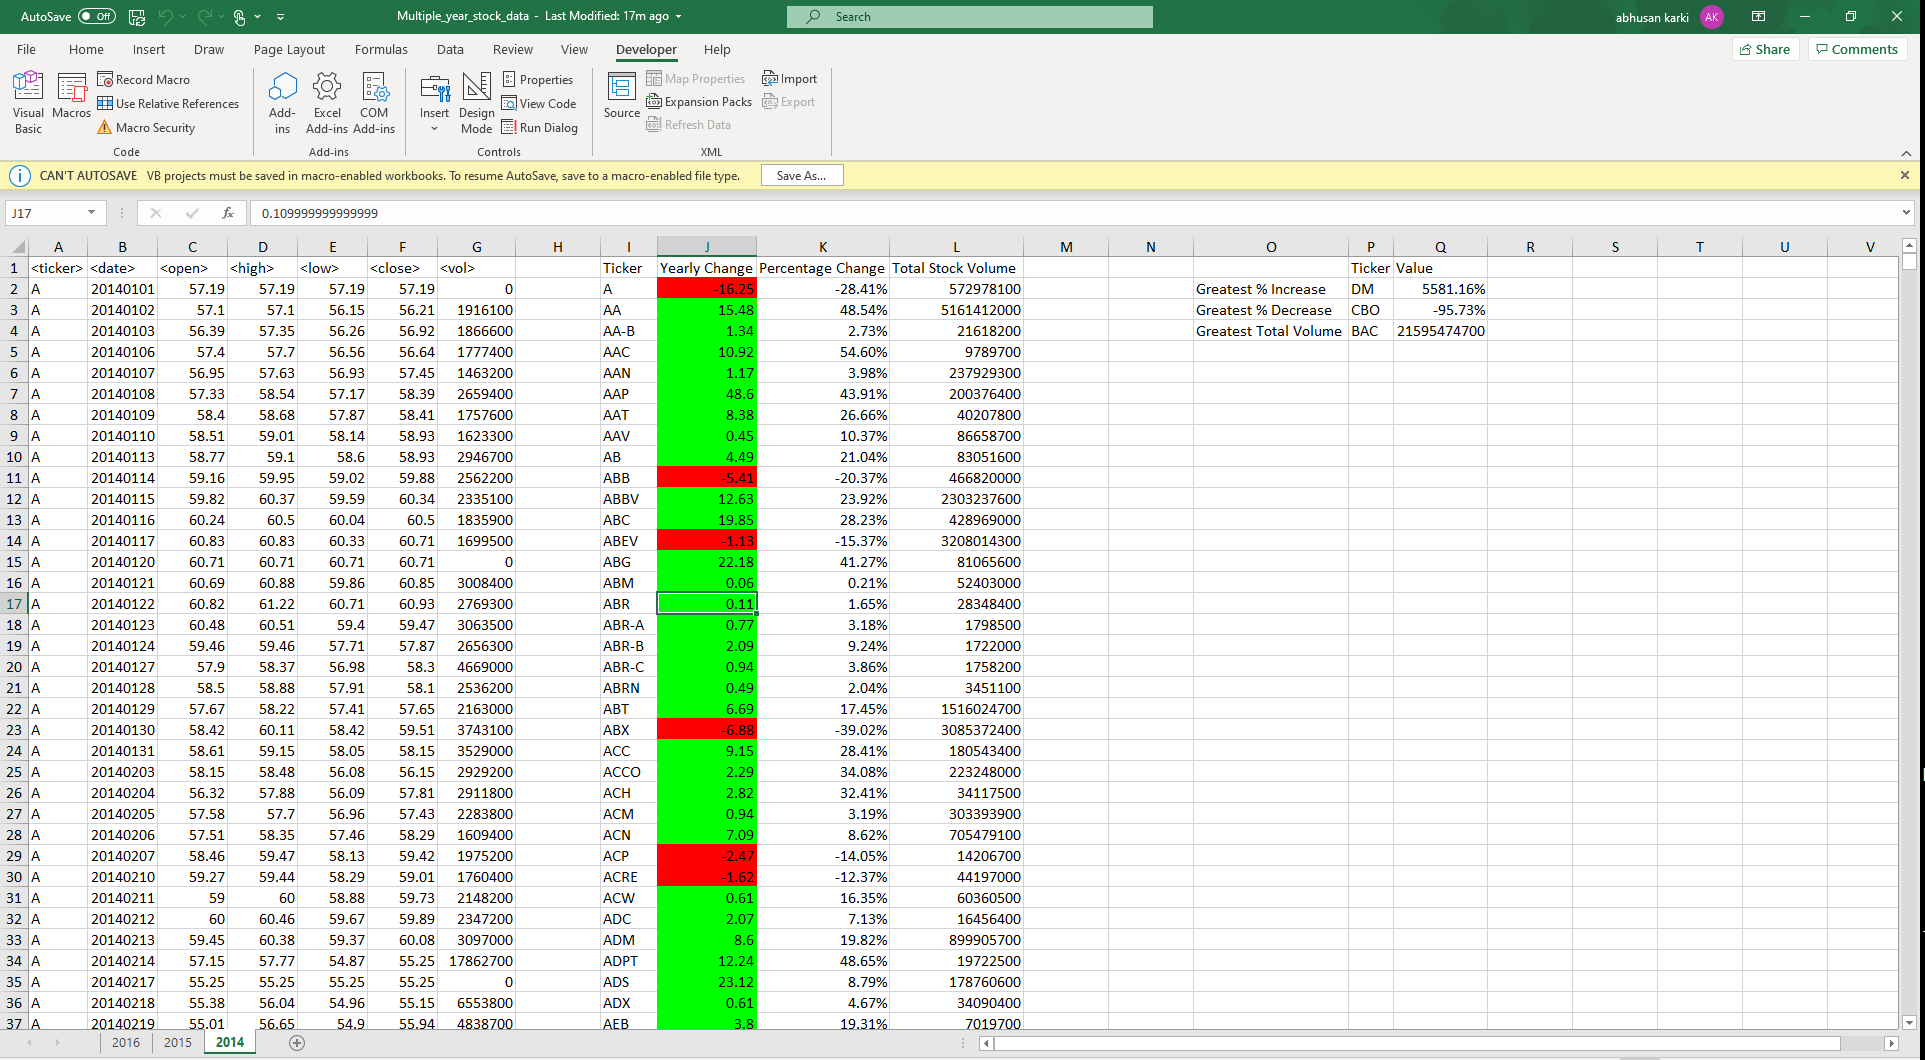 AutoSave Off Multiple_year_stock_data - Last Modified: 17m ago Search abhusan karki AK
File Home Insert Draw Page Layout Formulas Data Review View Developer Help Share Comments
Visual Basic Macros Record Macro Use Relative References Macro Security Code
Add-ins Excel Add-ins COM Add-ins Add-ins
Insert Design Mode Properties View Code Run Dialog Controls
Source Map Properties Expansion Packs Refresh Data Import Export XML
CAN'T AUTOSAVE VB projects must be saved in macro-enabled workbooks. To resume AutoSave, save to a macro-enabled file type. Save As...
J17 fx 0.109999999999999
A B C D E F G H I J K L M N O P Q R S T U V
1 <ticker> <date> <open> <high> <low> <close> <vol> Ticker Yearly Change Percentage Change Total Stock Volume Ticker Value
2 A 20140101 57.19 57.19 57.19 57.19 0 A -16.25 -28.41% 572978100 Greatest % Increase DM 5581.16%
3 A 20140102 57.1 57.1 56.15 56.21 1916100 AA 15.48 48.54% 5161412000 Greatest % Decrease CBO -95.73%
4 A 20140103 56.39 57.35 56.26 56.92 1866600 AA-B 1.34 2.73% 21618200 Greatest Total Volume BAC 21595474700
5 A 20140106 57.4 57.7 56.56 56.64 1777400 AAC 10.92 54.60% 9789700
6 A 20140107 56.95 57.63 56.93 57.45 1463200 AAN 1.17 3.98% 237929300
7 A 20140108 57.33 58.54 57.17 58.39 2659400 AAP 48.6 43.91% 200376400
8 A 20140109 58.4 58.68 57.87 58.41 1757600 AAT 8.38 26.66% 40207800
9 A 20140110 58.51 59.01 58.14 58.93 1623300 AAV 0.45 10.37% 86658700
10 A 20140113 58.77 59.1 58.6 58.93 2946700 AB 4.49 21.04% 83051600
11 A 20140114 59.16 59.95 59.02 59.88 2562200 ABB -5.41 -20.37% 466820000
12 A 20140115 59.82 60.37 59.59 60.34 2335100 ABBV 12.63 23.92% 2303237600
13 A 20140116 60.24 60.5 60.04 60.5 1835900 ABC 19.85 28.23% 428969000
14 A 20140117 60.83 60.83 60.33 60.71 1699500 ABEV -1.13 -15.37% 3208014300
15 A 20140120 60.71 60.71 60.71 60.71 0 ABG 22.18 41.27% 81065600
16 A 20140121 60.69 60.88 59.86 60.85 3008400 ABM 0.06 0.21% 52403000
17 A 20140122 60.82 61.22 60.71 60.93 2769300 ABR 0.11 1.65% 28348400
18 A 20140123 60.48 60.51 59.4 59.47 3063500 ABR-A 0.77 3.18% 1798500
19 A 20140124 59.46 59.46 57.71 57.87 2656300 ABR-B 2.09 9.24% 1722000
20 A 20140127 57.9 58.37 56.98 58.3 4669000 ABR-C 0.94 3.86% 1758200
21 A 20140128 58.5 58.88 57.91 58.1 2536200 ABRN 0.49 2.04% 3451100
22 A 20140129 57.67 58.22 57.41 57.65 2163000 ABT 6.69 17.45% 1516024700
23 A 20140130 58.42 60.11 58.42 59.51 3743100 ABX -6.88 -39.02% 3085372400
24 A 20140131 58.61 59.15 58.05 58.15 3529000 ACC 9.15 28.41% 180543400
25 A 20140203 58.15 58.48 56.08 56.15 2929200 ACCO 2.29 34.08% 223248000
26 A 20140204 56.32 57.88 56.09 57.81 2911800 ACH 2.82 32.41% 34117500
27 A 20140205 57.58 57.7 56.96 57.43 2283800 ACM 0.94 3.19% 303393900
28 A 20140206 57.51 58.35 57.46 58.29 1609400 ACN 7.09 8.62% 705479100
29 A 20140207 58.46 59.47 58.13 59.42 1975200 ACP -2.47 -14.05% 14206700
30 A 20140210 59.27 59.44 58.29 59.01 1760400 ACRE -1.62 -12.37% 44197000
31 A 20140211 59 60 58.88 59.73 2148200 ACW 0.61 16.35% 60360500
32 A 20140212 60 60.46 59.67 59.89 2347200 ADC 2.07 7.13% 16456400
33 A 20140213 59.45 60.38 59.37 60.08 3097000 ADM 8.6 19.82% 899905700
34 A 20140214 57.15 57.77 54.87 55.25 17862700 ADPT 12.24 48.65% 19722500
35 A 20140217 55.25 55.25 55.25 55.25 0 ADS 23.12 8.79% 178760600
36 A 20140218 55.38 56.04 54.96 55.15 6553800 ADX 0.61 4.67% 34090400
37 A 20140219 55.01 56.65 54.9 55.94 4838700 AEB 3.8 19.31% 7019700
2016 2015 2014